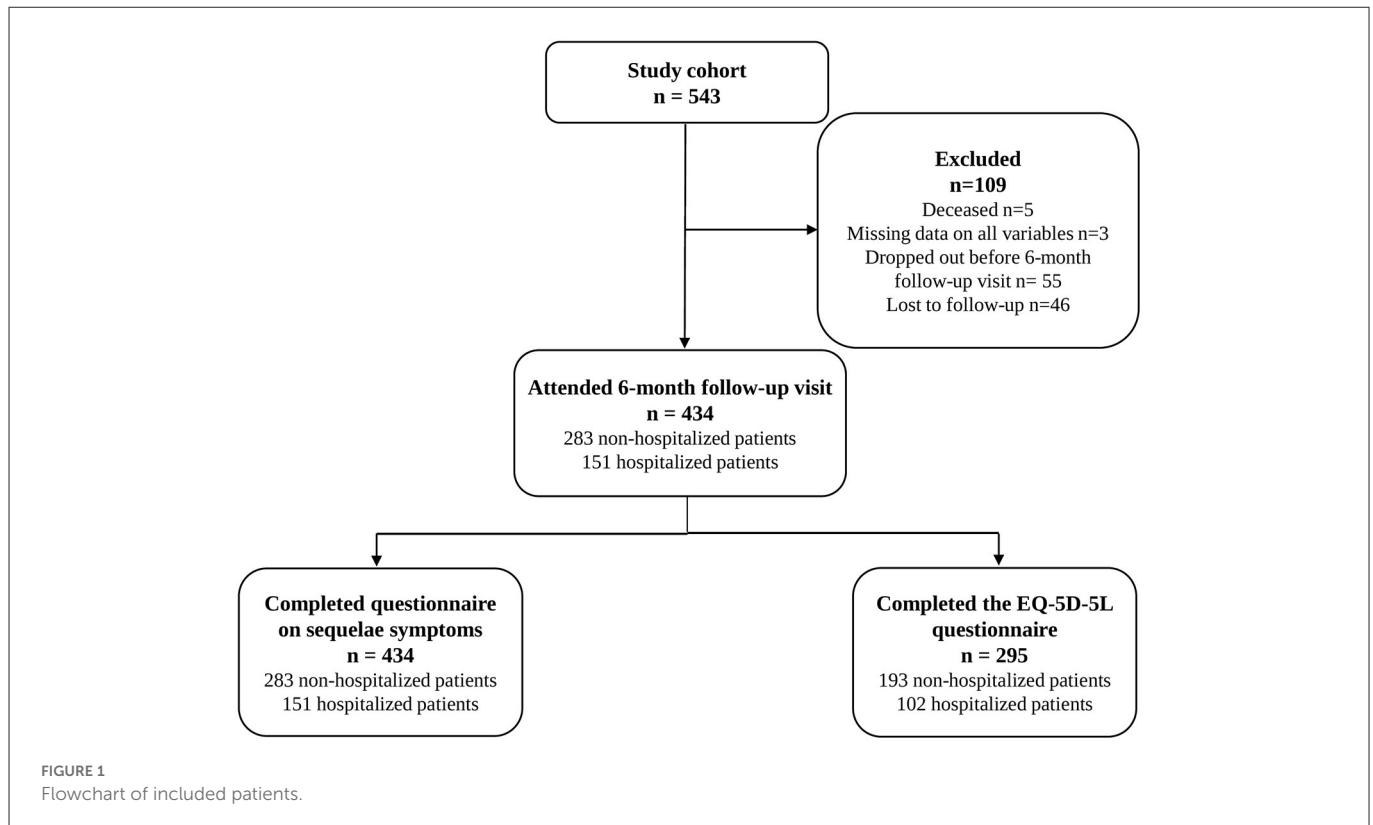 Study cohort
n = 543
Excluded
n=109
Deceased n=5
Missing data on all variables n=3
Dropped out before 6-month
follow-up visit n= 55
Lost to follow-up n=46
Attended 6-month follow-up visit
n = 434
283 non-hospitalized patients
151 hospitalized patients
Completed questionnaire
on sequelae symptoms
n = 434
283 non-hospitalized patients
151 hospitalized patients
Completed the EQ-5D-5L
questionnaire
n = 295
193 non-hospitalized patients
102 hospitalized patients
FIGURE 1
Flowchart of included patients.